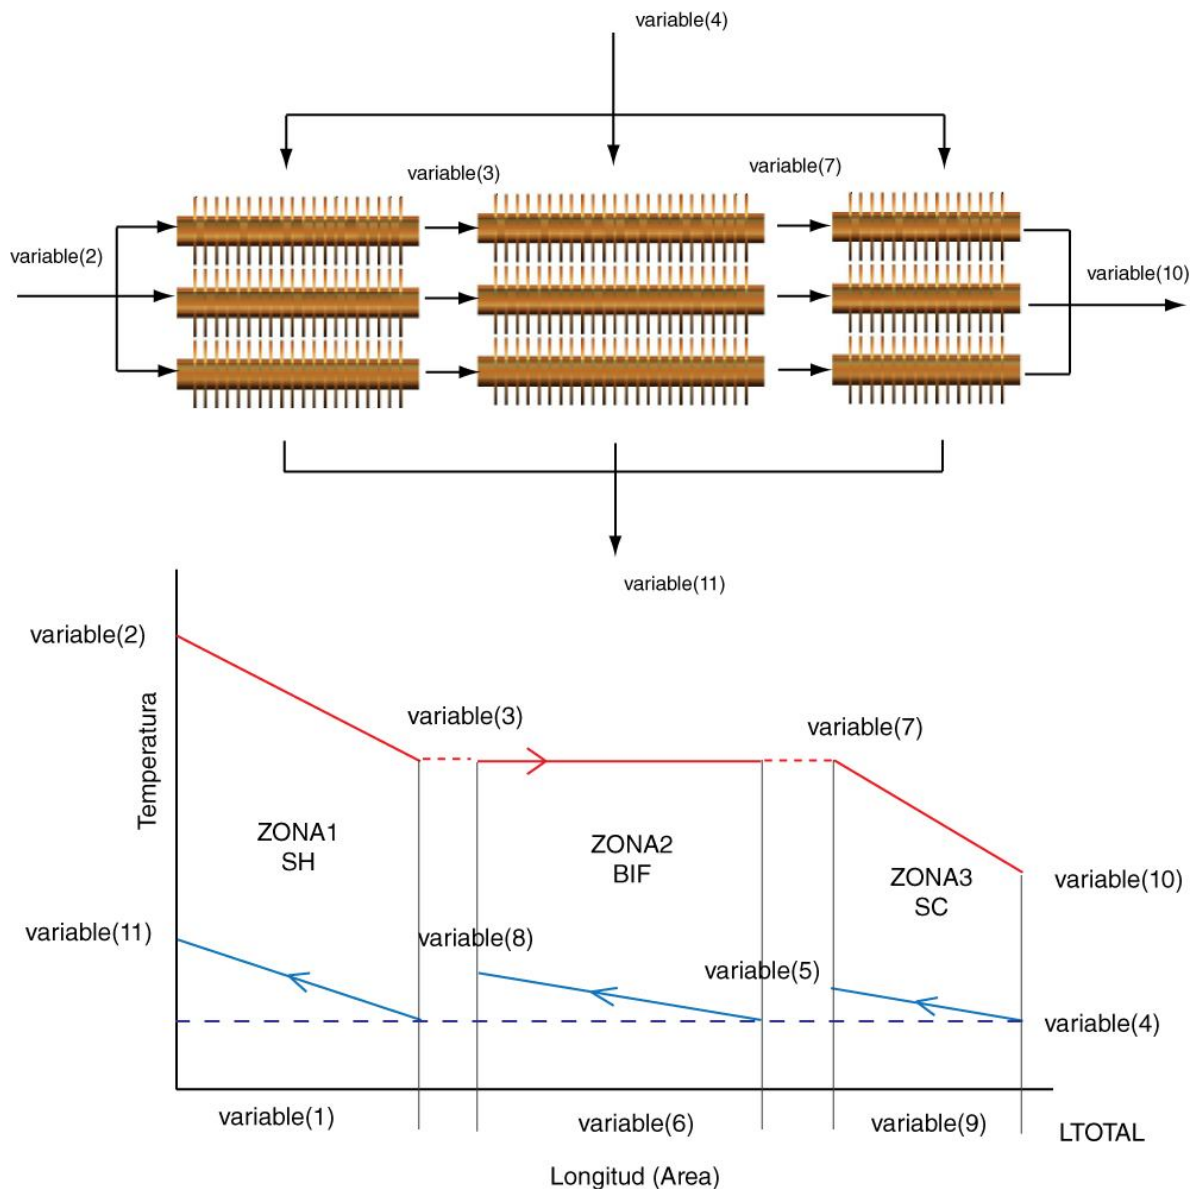 variable(4)
variable(3)
variable(7)
variable(2)
variable(10)
variable(11)
variable(2)
Temperatura
variable(3)
variable(7)
ZONA1
SH
ZONA2
BIF
ZONA3
SC
variable(10)
variable(11)
variable(8)
variable(5)
variable(4)
variable(1)
variable(6)
variable(9)
LTOTAL
Longitud (Area)